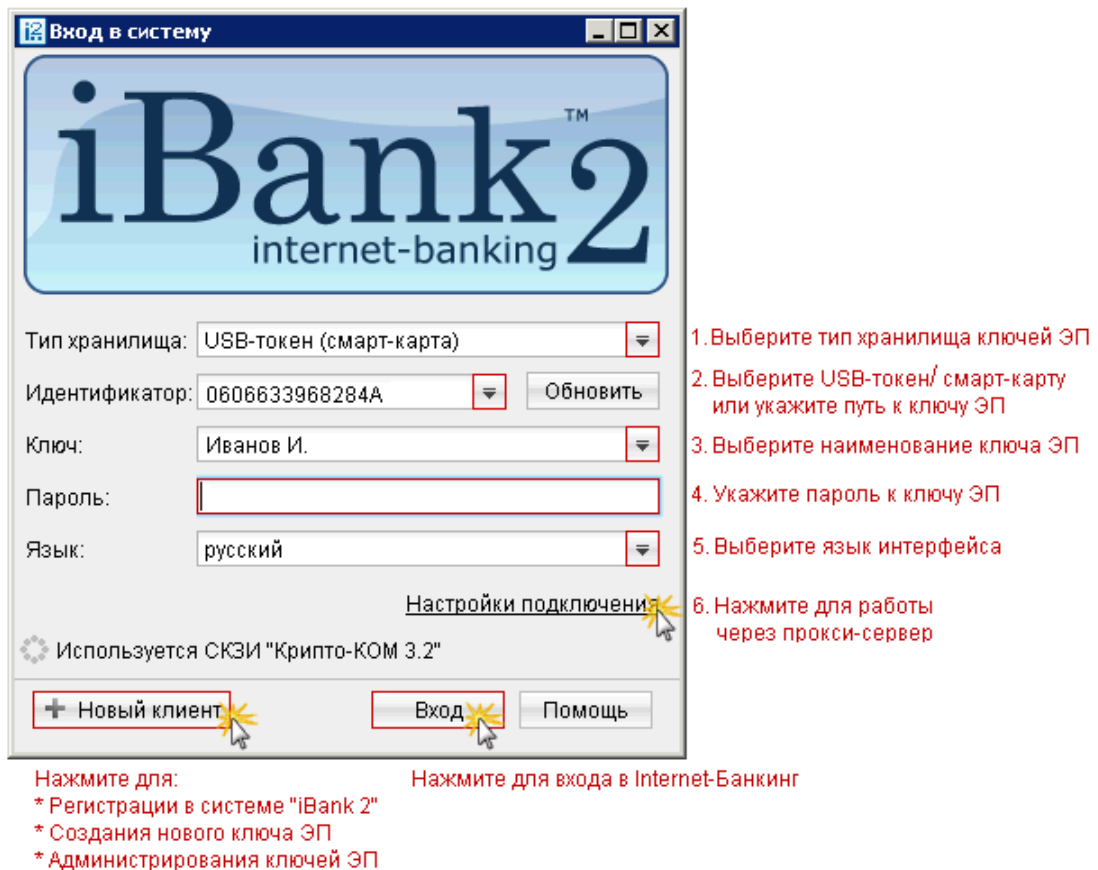 Вход в систему
iBank 2 ™
internet-banking
Тип хранилища: USB-токен (смарт-карта)
1. Выберите тип хранилища ключей ЭП
Идентификатор: 0606633968284A Обновить
2. Выберите USB-токен/ смарт-карту
или укажите путь к ключу ЭП
Ключ: Иванов И.
3. Выберите наименование ключа ЭП
Пароль:
4. Укажите пароль к ключу ЭП
Язык: русский
5. Выберите язык интерфейса
Настройки подключения
6. Нажмите для работы
через прокси-сервер
Используется СКЗИ "Крипто-КОМ 3.2"
Новый клиент Вход Помощь
Нажмите для:
* Регистрации в системе "iBank 2"
* Создания нового ключа ЭП
* Администрирования ключей ЭП
Нажмите для входа в Internet-Банкинг